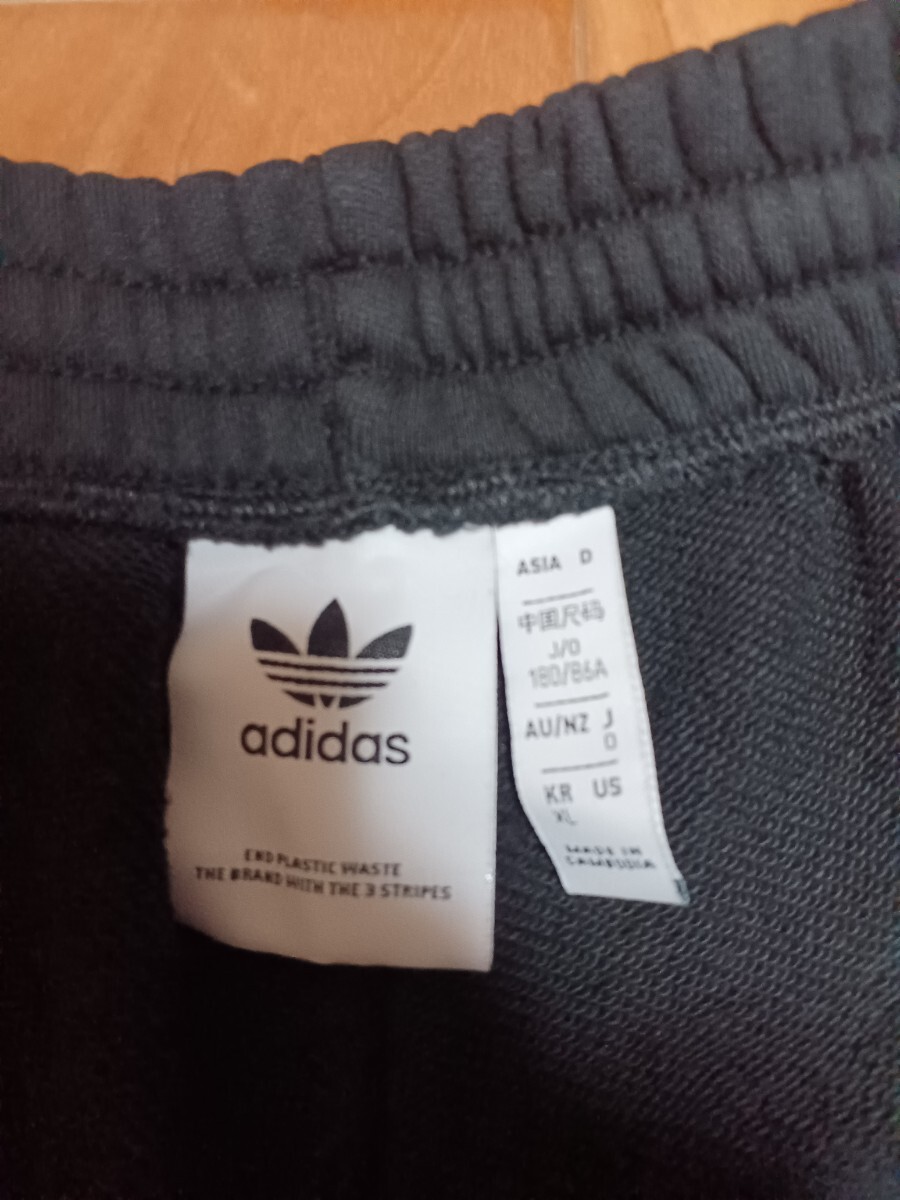 adidas
END PLASTIC WASTE
THE BRAND WITH THE 3 STRIPES
ASIA O
中国尺码
J/O
180/86A
AU/NZ J
O
KR US
XL
MADE IN
CAMBODIA